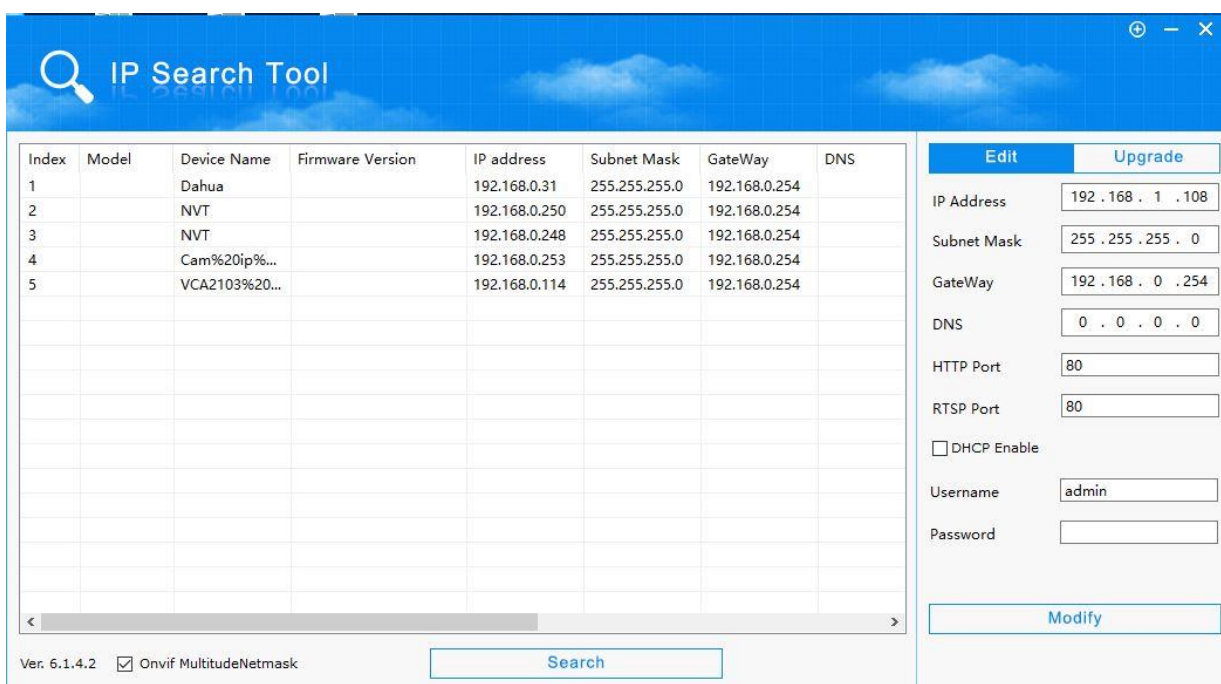 IP Search Tool
Index Model Device Name Firmware Version IP address Subnet Mask GateWay DNS
1 Dahua 192.168.0.31 255.255.255.0 192.168.0.254
2 NVT 192.168.0.250 255.255.255.0 192.168.0.254
3 NVT 192.168.0.248 255.255.255.0 192.168.0.254
4 Cam%20ip%... 192.168.0.253 255.255.255.0 192.168.0.254
5 VCA2103%20... 192.168.0.114 255.255.255.0 192.168.0.254
Edit Upgrade
IP Address 192 . 168 . 1 . 108
Subnet Mask 255 . 255 . 255 . 0
GateWay 192 . 168 . 0 . 254
DNS 0 . 0 . 0 . 0
HTTP Port 80
RTSP Port 80
DHCP Enable
Username admin
Password
Modify
Ver. 6.1.4.2 Onvif MultitudeNetmask Search